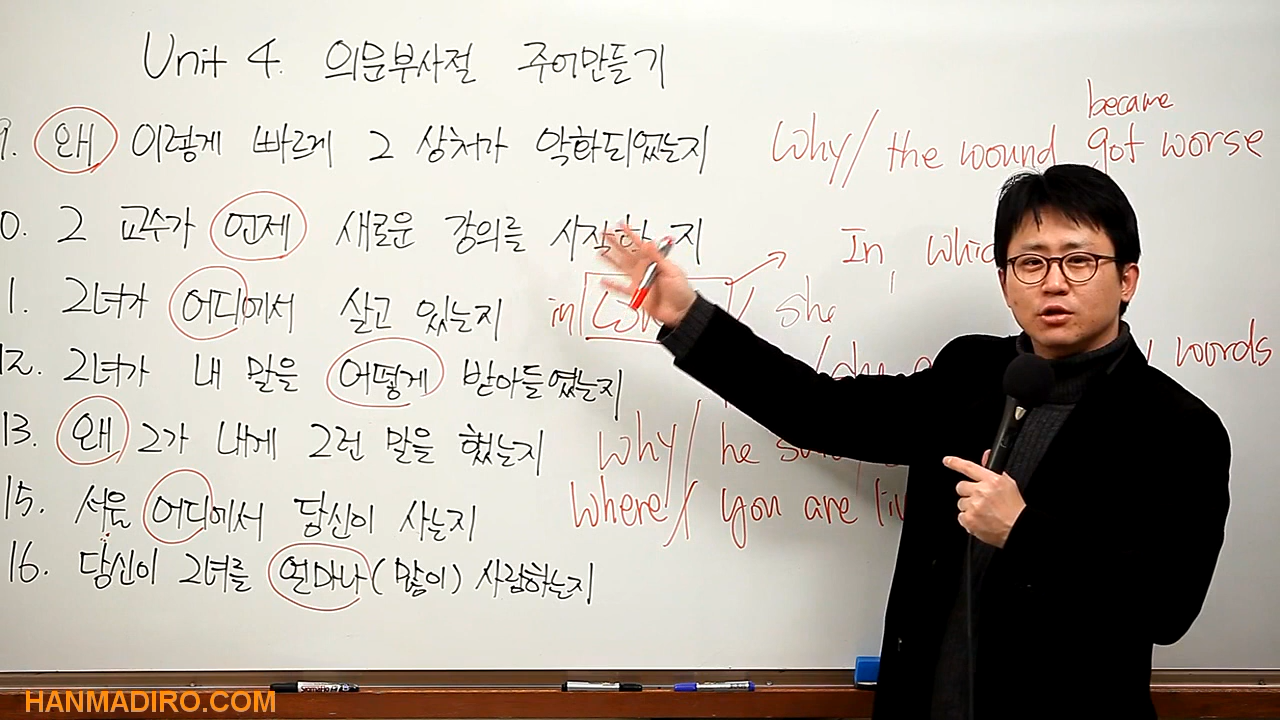 Unit 4. 의문부사절 주어만들기
9. 왜 이렇게 빠르게 그 상처가 악화되었는지 why / the wound got worse
became
0. 그 교수가 언제 새로운 강의를 시작하는지 In which
1. 그녀가 어디에서 살고 있는지 in / she
12. 그녀가 내 말을 어떻게 받아들였는지 words
13. 왜 그가 내게 그런 말을 했는지 why / he
15. 서울 어디에서 당신이 사는지 where / you are
16. 당신이 그녀를 얼마나 (많이) 사랑하는지
HANMADIRO.COM